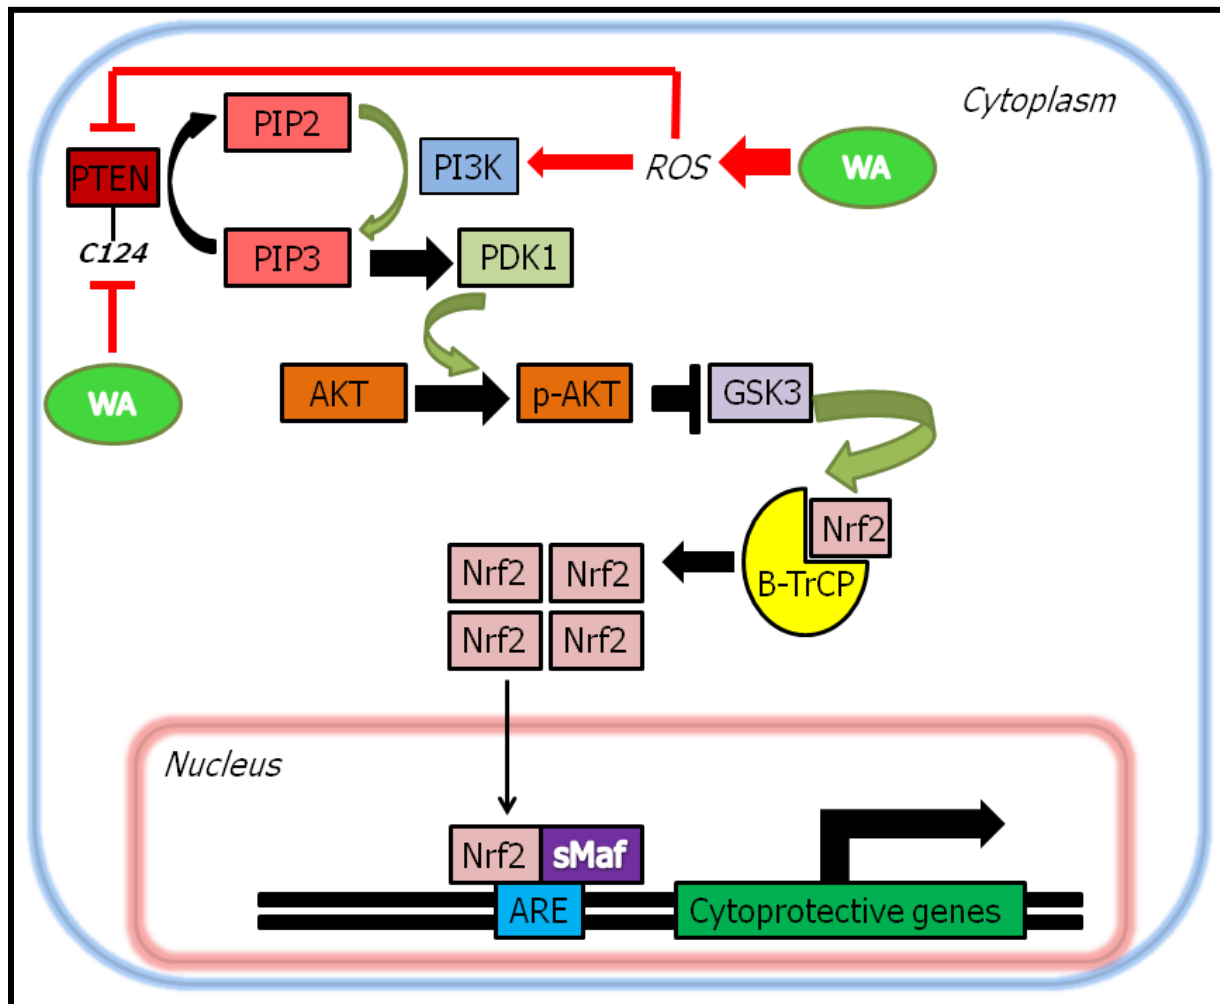 Cytoplasm
PIP2
PTEN
PI3K
ROS
WA
C124
PIP3
PDK1
WA
AKT
p-AKT
GSK3
Nrf2
B-TrCP
Nrf2
Nrf2
Nrf2
Nrf2
Nucleus
Nrf2
sMaf
ARE
Cytoprotective genes